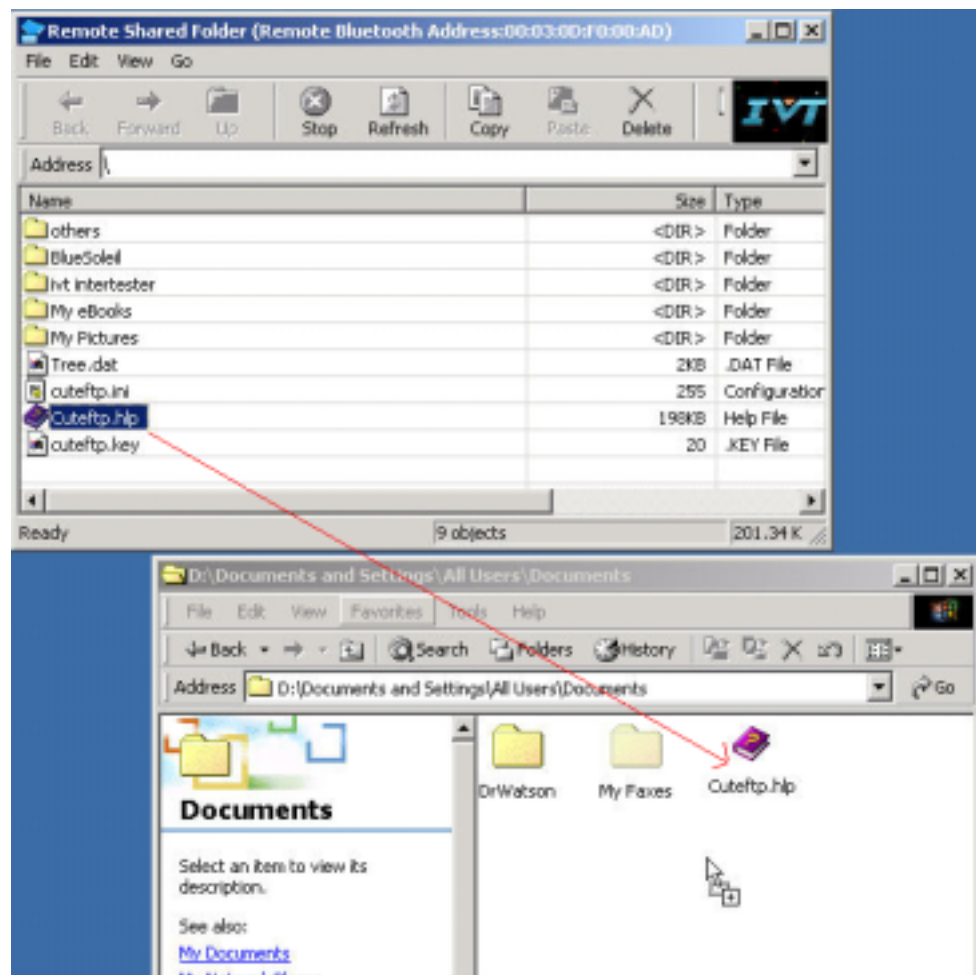 Remote Shared Folder (Remote Bluetooth Address:00:03:0D:F0:00:AD)
File Edit View Go
Back Forward Up Stop Refresh Copy Paste Delete IVT
Address \
Name Size Type
others <DIR> Folder
BlueSoleil <DIR> Folder
ivt intertester <DIR> Folder
My eBooks <DIR> Folder
My Pictures <DIR> Folder
Tree.dat 2KB .DAT File
cuteftp.ini 255 Configuration
Cuteftp.hlp 198KB Help File
cuteftp.key 20 .KEY File
Ready 9 objects 201.34 K
D:\Documents and Settings\All Users\Documents
File Edit View Favorites Tools Help
Back Search Folders History
Address D:\Documents and Settings\All Users\Documents Go
DrWatson My Faxes Cuteftp.hlp
Documents
Select an item to view its
description.
See also:
My Documents